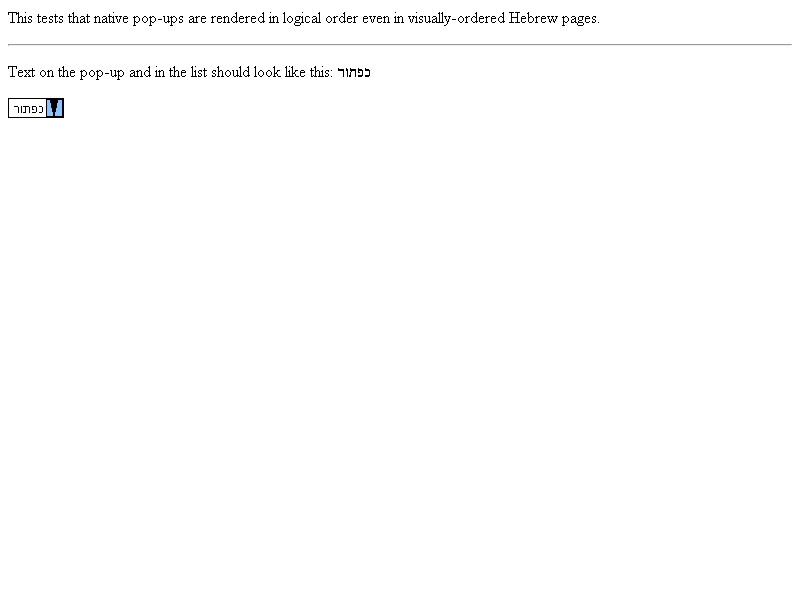 This tests that native pop-ups are rendered in logical order even in visually-ordered Hebrew pages.
Text on the pop-up and in the list should look like this: כפתור
כפתור